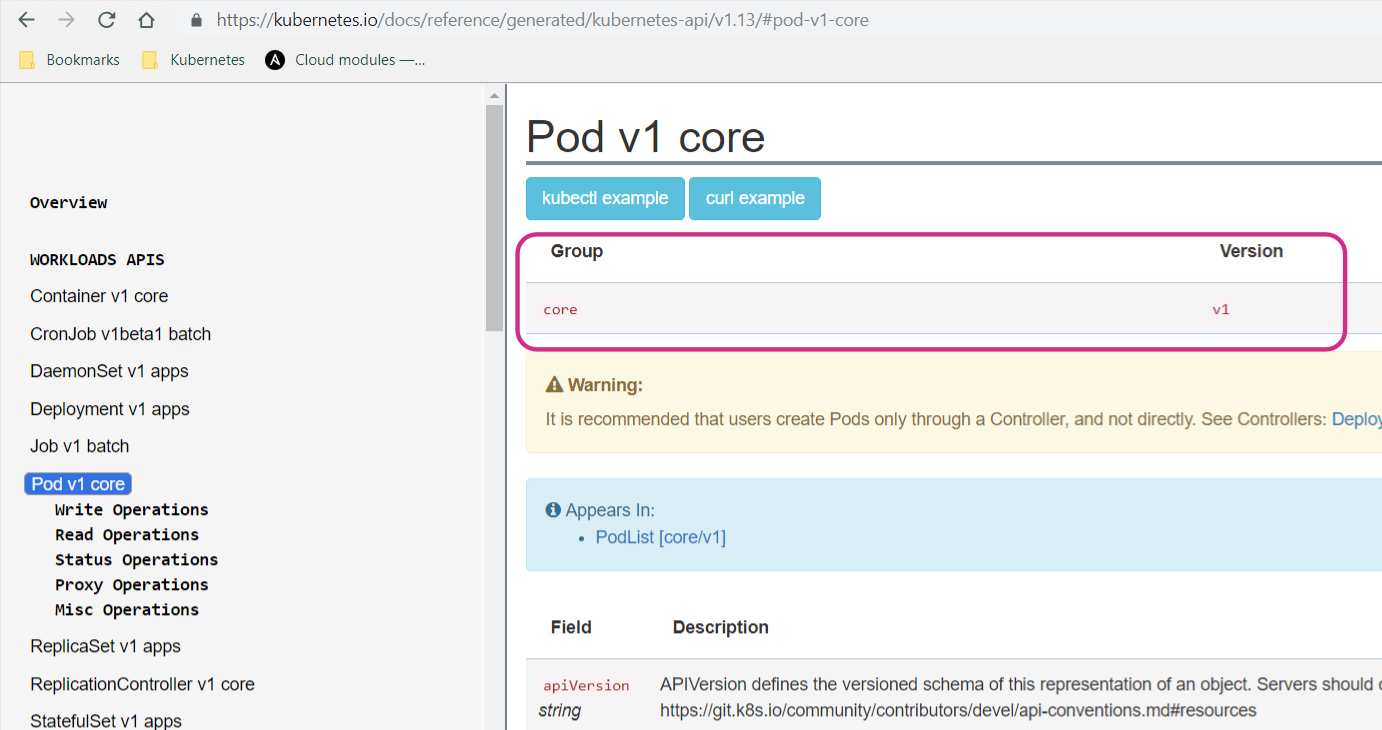 https://kubernetes.io/docs/reference/generated/kubernetes-api/v1.13/#pod-v1-core
Bookmarks Kubernetes A Cloud modules —...
Overview
WORKLOADS APIS
Container v1 core
CronJob v1beta1 batch
DaemonSet v1 apps
Deployment v1 apps
Job v1 batch
Pod v1 core
Write Operations
Read Operations
Status Operations
Proxy Operations
Misc Operations
ReplicaSet v1 apps
ReplicationController v1 core
StatefulSet v1 apps
Pod v1 core
kubectl example curl example
Group Version
core v1
Warning:
It is recommended that users create Pods only through a Controller, and not directly. See Controllers: Deploy
Appears In:
• PodList [core/v1]
Field Description
apiVersion APIVersion defines the versioned schema of this representation of an object. Servers should
string https://git.k8s.io/community/contributors/devel/api-conventions.md#resources